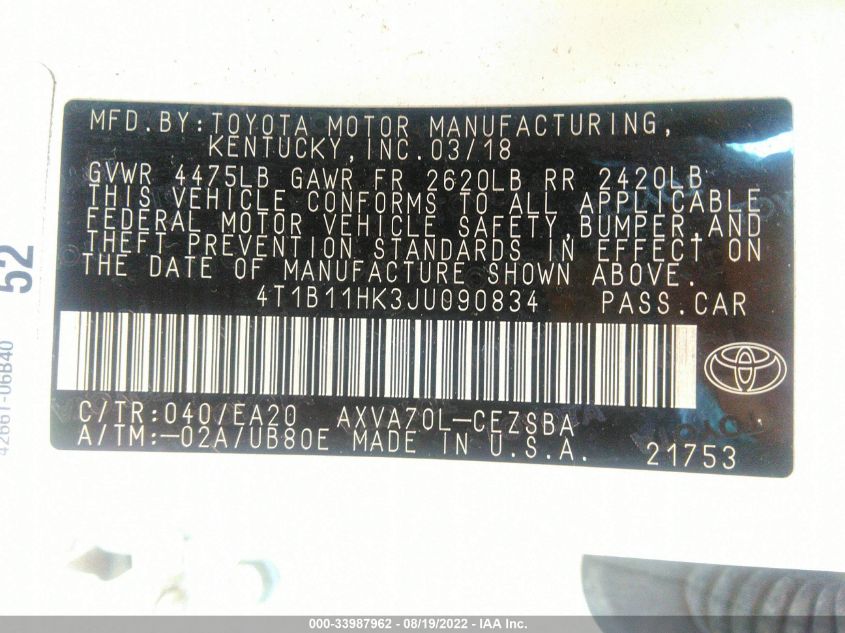 MFD.BY:TOYOTA MOTOR MANUFACTURING,
KENTUCKY,INC.03/18
GVWR 4475LB GAWR FR 2620LB RR 2420LB
THIS VEHICLE CONFORMS TO ALL APPLICABLE
FEDERAL MOTOR VEHICLE SAFETY,BUMPER,AND
THEFT PREVENTION STANDARDS IN EFFECT ON
THE DATE OF MANUFACTURE SHOWN ABOVE.
4T1B11HK3JU090834 PASS.CAR
C/TR:040/EA20 AXVA70L-CEZSBA
A/TM:-02A/UB80E MADE IN U.S.A. 21753
52
42661-06B40
000-33987962 - 08/19/2022 - IAA Inc.